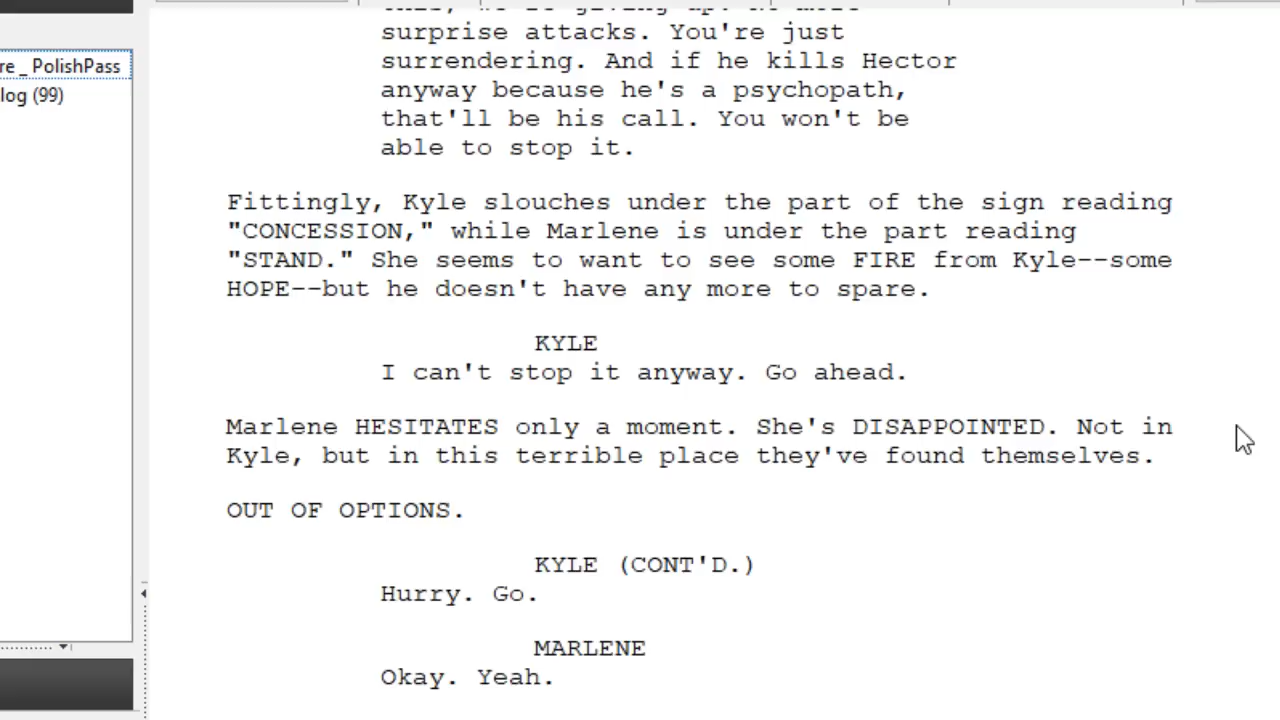 re_PolishPass
log (99)
surprise attacks. You're just
surrendering. And if he kills Hector
anyway because he's a psychopath,
that'll be his call. You won't be
able to stop it.
Fittingly, Kyle slouches under the part of the sign reading
"CONCESSION," while Marlene is under the part reading
"STAND." She seems to want to see some FIRE from Kyle--some
HOPE--but he doesn't have any more to spare.
KYLE
I can't stop it anyway. Go ahead.
Marlene HESITATES only a moment. She's DISAPPOINTED. Not in
Kyle, but in this terrible place they've found themselves.
OUT OF OPTIONS.
KYLE (CONT'D.)
Hurry. Go.
MARLENE
Okay. Yeah.